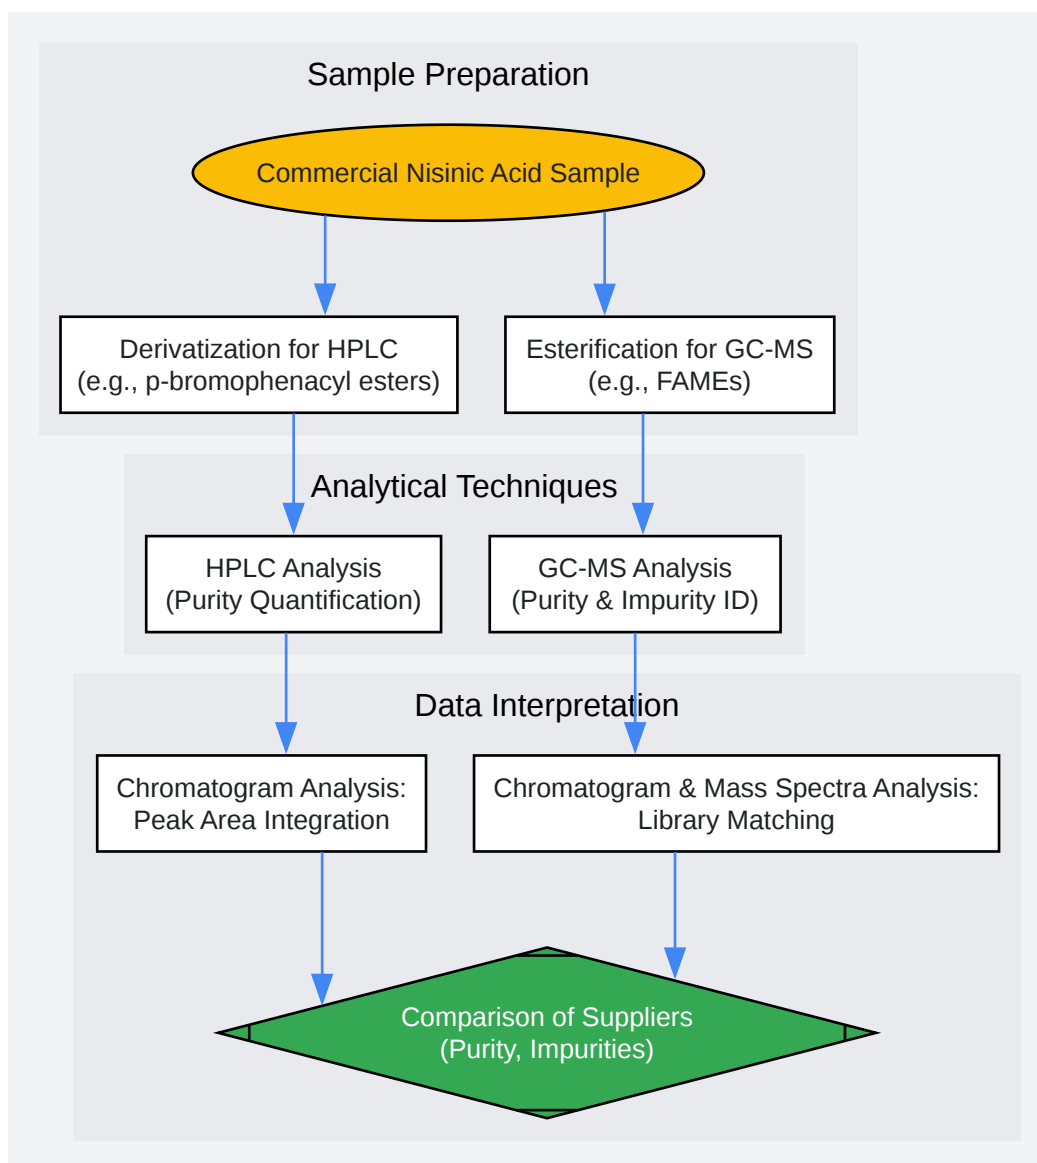 Sample Preparation
Commercial Nisinic Acid Sample
Derivatization for HPLC
(e.g., p-bromophenacyl esters)
Esterification for GC-MS
(e.g., FAMEs)
Analytical Techniques
HPLC Analysis
(Purity Quantification)
GC-MS Analysis
(Purity & Impurity ID)
Data Interpretation
Chromatogram Analysis:
Peak Area Integration
Chromatogram & Mass Spectra Analysis:
Library Matching
Comparison of Suppliers
(Purity, Impurities)